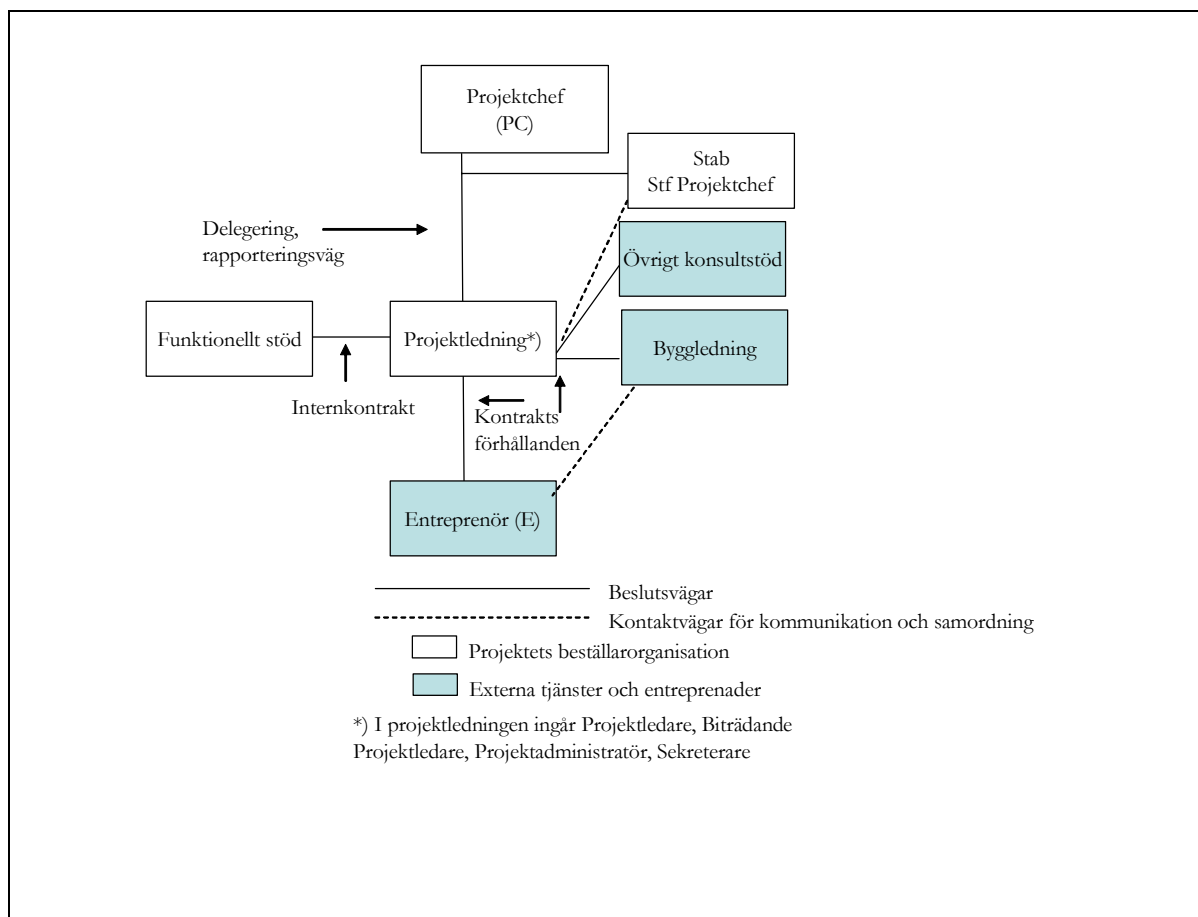 Projektchef
(PC)
Stab
Stf Projektchef
Delegering,
rapporteringsväg
Övrigt konsultstöd
Funktionellt stöd
Projektledning*)
Byggledning
Internkontrakt
Kontrakts
förhållanden
Entreprenör (E)
Beslutsvägar
Kontaktvägar för kommunikation och samordning
Projektets beställarorganisation
Externa tjänster och entreprenader
*) I projektledningen ingår Projektledare, Biträdande
Projektledare, Projektadministratör, Sekreterare